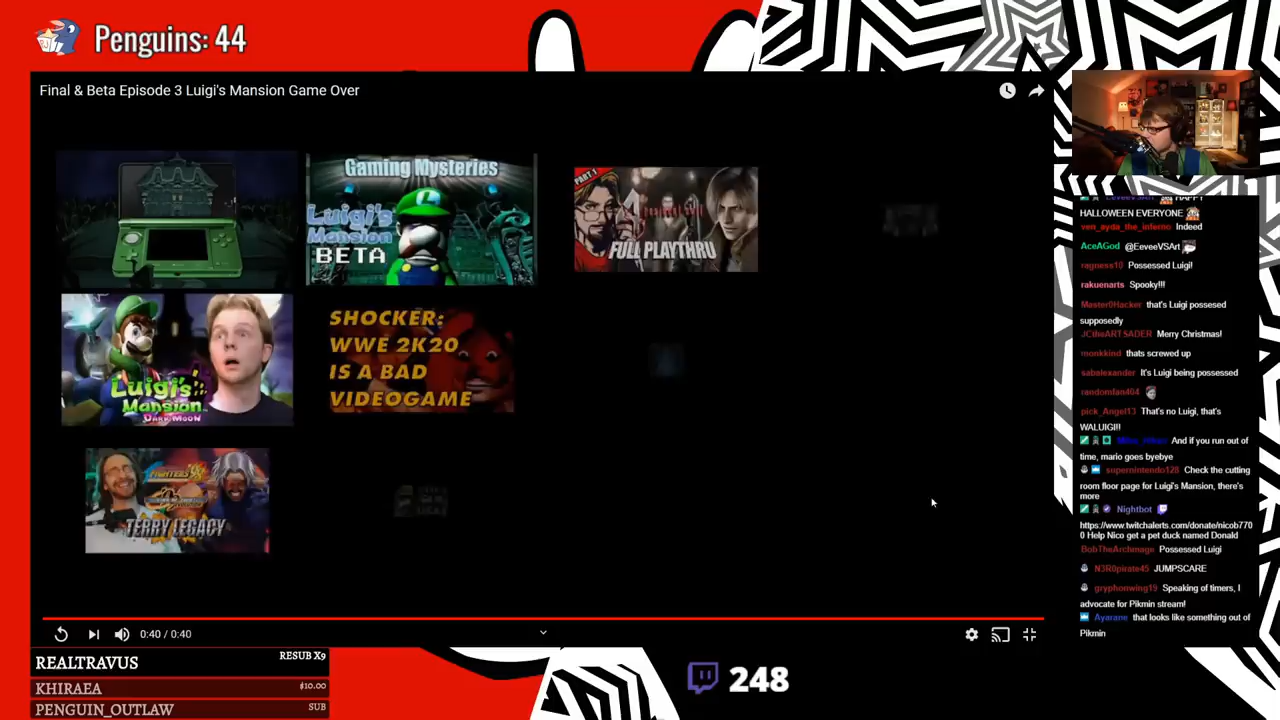 Penguins: 44
Final & Beta Episode 3 Luigi's Mansion Game Over
Gaming Mysteries
Luigi's
Mansion
BETA
PART 1
FULL PLAYTHRU
Luigi's
Mansion
DARK MOON
SHOCKER:
WWE 2K20
IS A BAD
VIDEOGAME
TERRY LEGACY
0:40 / 0:40
HALLOWEEN EVERYONE
ven_ayda_the_inferno Indeed
AceAGod @EeveeVSArt
ragness10 Possessed Luigi!
rakuenarts Spooky!!!
Master0Hacker that's Luigi possesed
supposedly
JCtheARTSADER Merry Christmas!
monkkind thats screwed up
sabalexander It's Luigi being possessed
randomfan404
pick_Angel13 That's no Luigi, that's
WALUIGI!!
And if you run out of
time, mario goes byebye
supernintendo128 Check the cutting
room floor page for Luigi's Mansion, there's
more
Nightbot
https://www.twitchalerts.com/donate/nicob770
0 Help Nico get a pet duck named Donald
BobTheArchmage Possessed Luigi
N3R0pirate45 JUMPSCARE
gryphonwing19 Speaking of timers, I
advocate for Pikmin stream!
Ayarane that looks like something out of
Pikmin
REALTRAVUS RESUB X9
KHIRAEA $10.00
PENGUIN_OUTLAW SUB
248